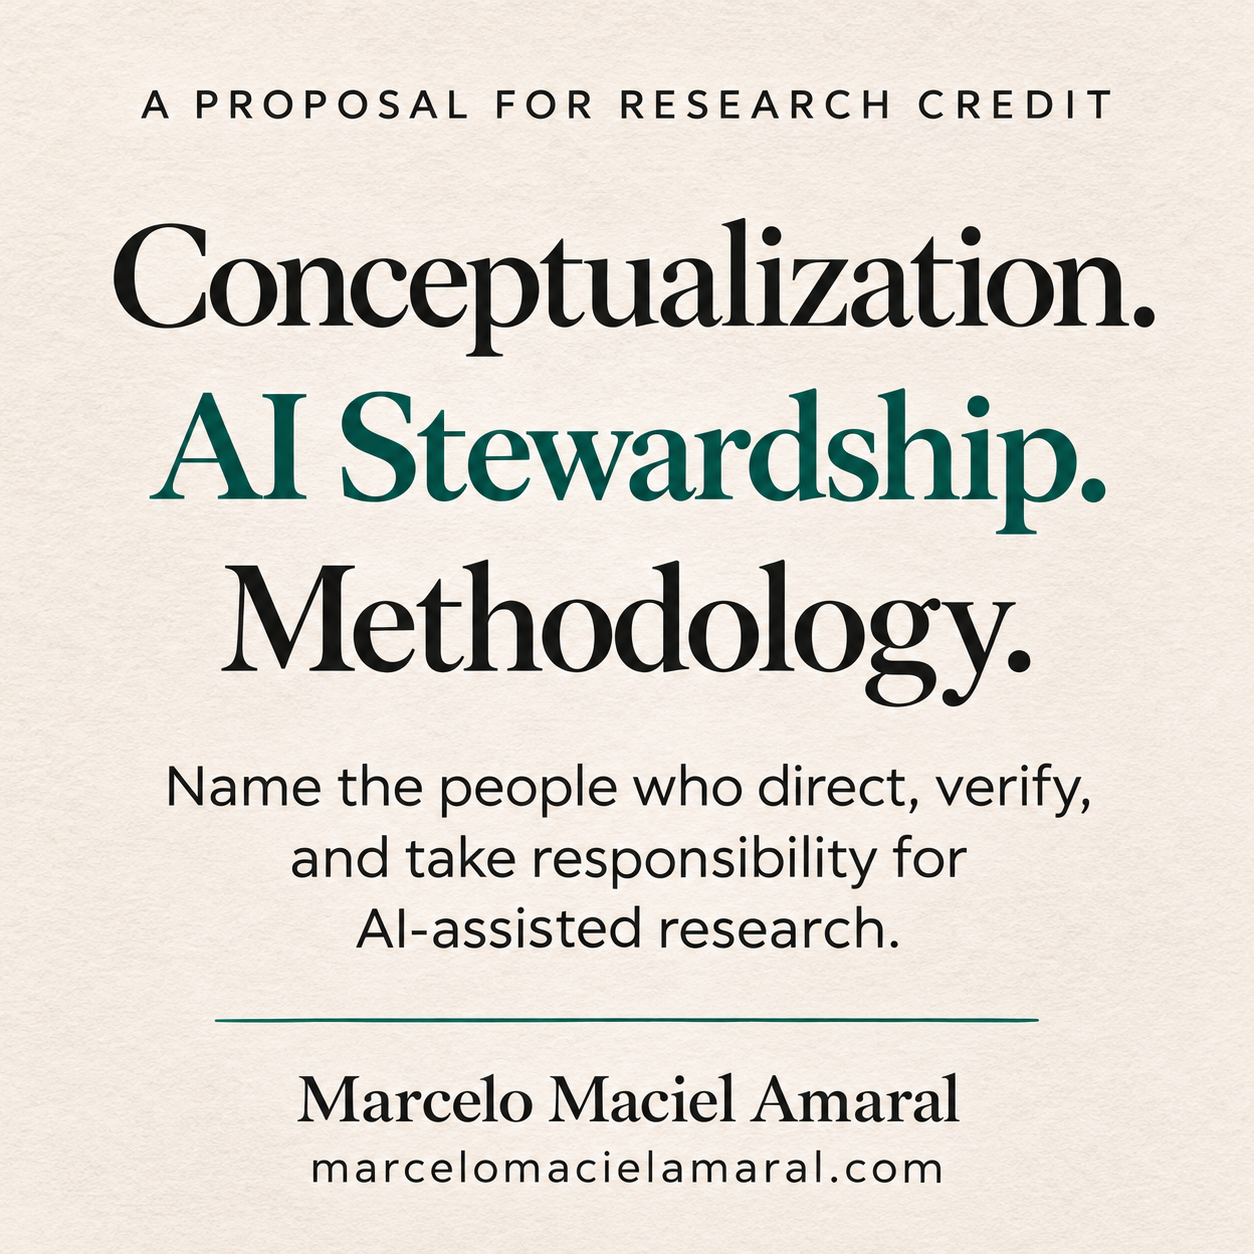 A PROPOSAL FOR RESEARCH CREDIT
Conceptualization.
AI Stewardship.
Methodology.
Name the people who direct, verify,
and take responsibility for
AI-assisted research.
Marcelo Maciel Amaral
marcelomacielamaral.com